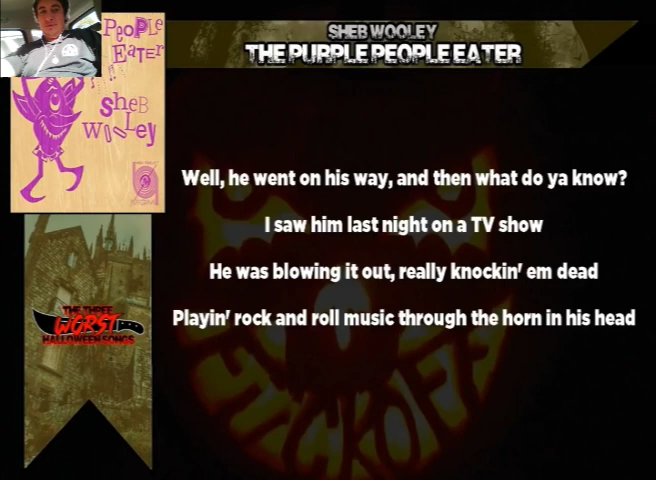 SHEB WOOLEY
THE PURPLE PEOPLE EATER
PEOPLE
EATER
SHEB
WOOLEY
Well, he went on his way, and then what do ya know?
I saw him last night on a TV show
He was blowing it out, really knockin' em dead
Playin' rock and roll music through the horn in his head
THE THREE
WORST
HALLOWEEN SONGS